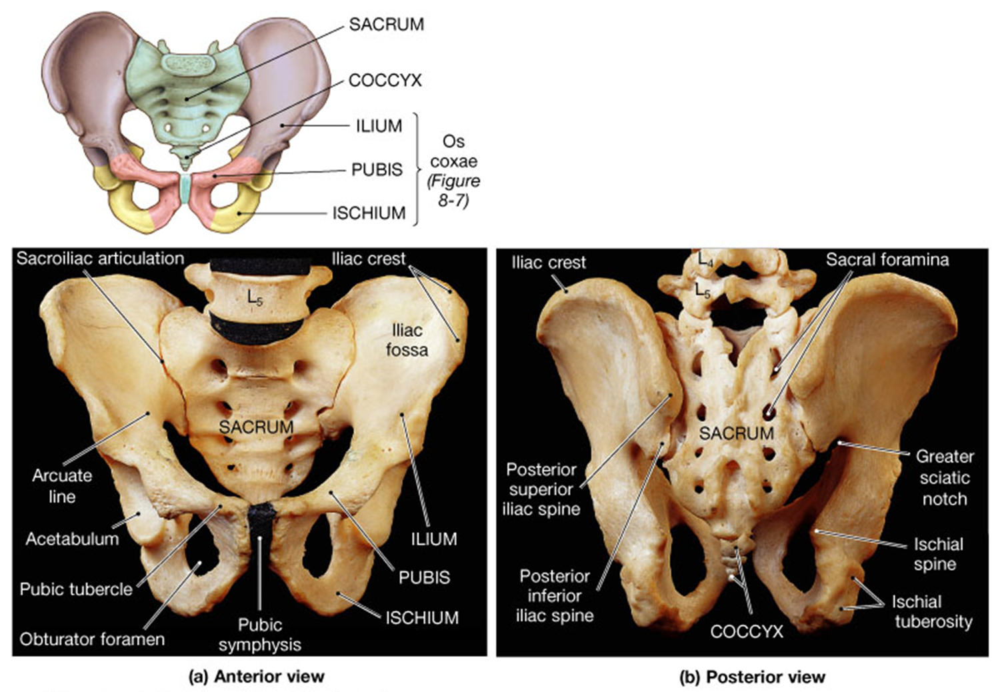 SACRUM
COCCYX
ILIUM
PUBIS
ISCHIUM
Os
coxae
(Figure
8-7)
Sacroiliac articulation
Iliac crest
L5
Iliac
fossa
SACRUM
Arcuate
line
Acetabulum
Pubic tubercle
Obturator foramen
Pubic
symphysis
ILIUM
PUBIS
ISCHIUM
(a) Anterior view
Iliac crest
L4
L5
Sacral foramina
SACRUM
Posterior
superior
iliac spine
Posterior
inferior
iliac spine
Greater
sciatic
notch
Ischial
spine
Ischial
tuberosity
COCCYX
(b) Posterior view